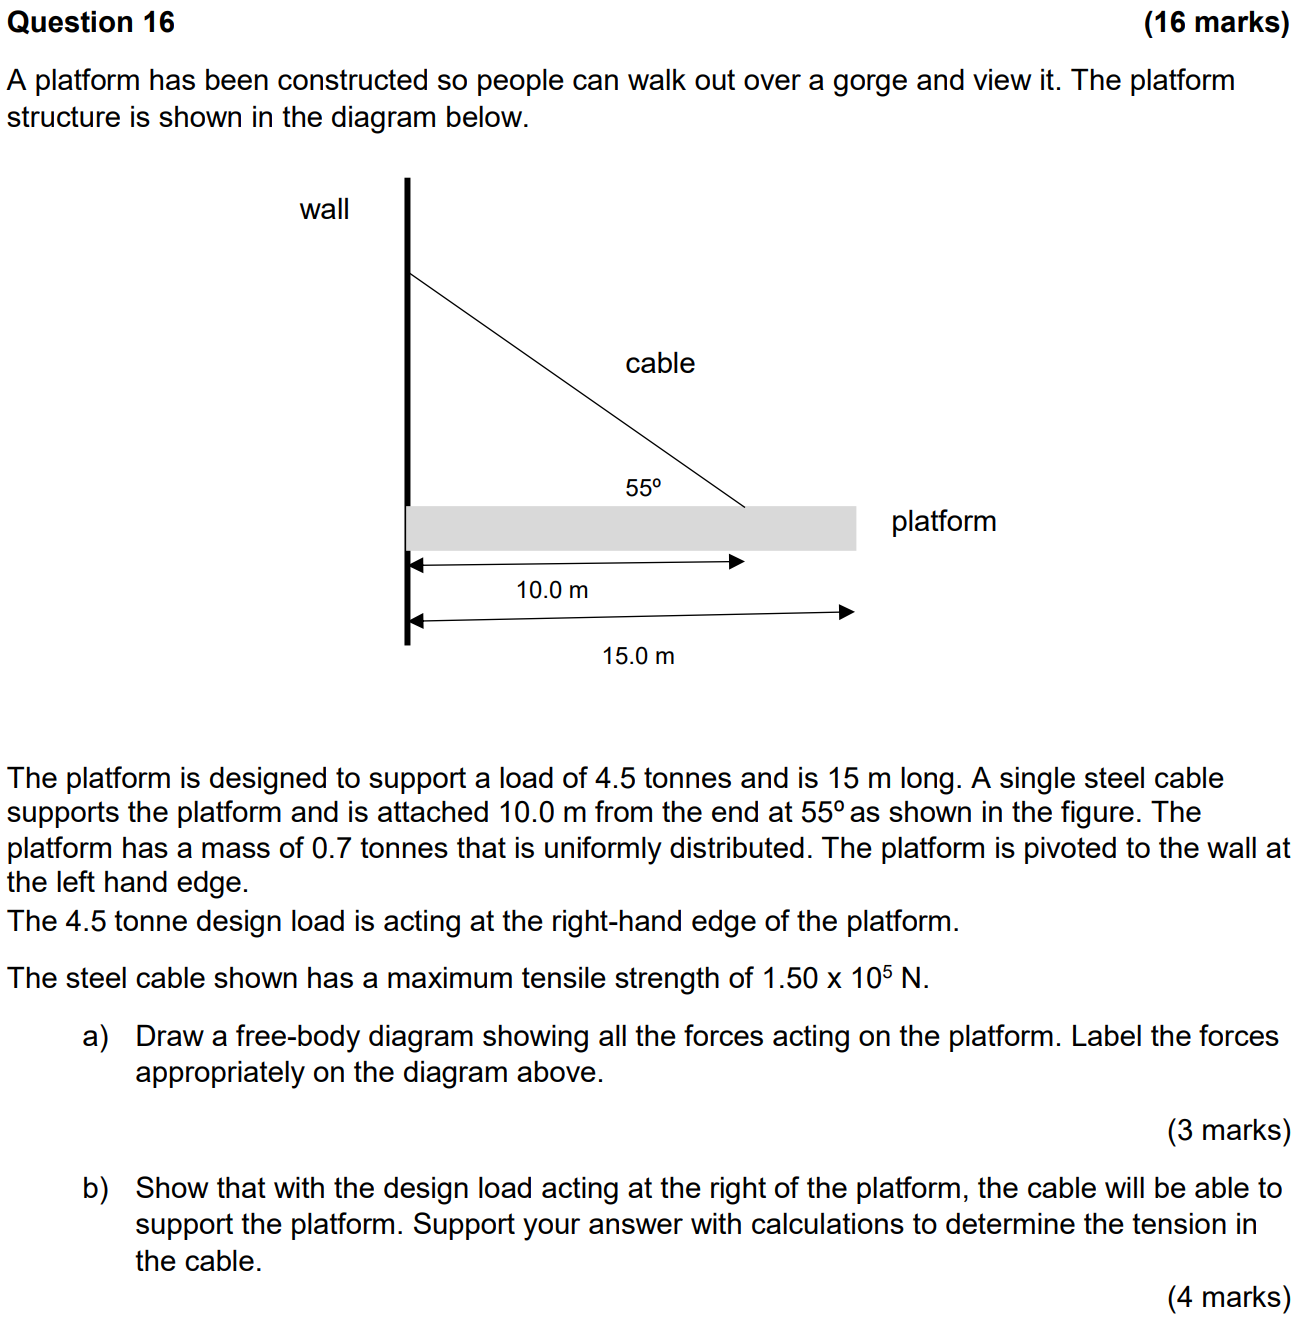 Question 16 (16 marks)
A platform has been constructed so people can walk out over a gorge and view it. The platform
structure is shown in the diagram below.
wall
cable
55º
platform
10.0 m
15.0 m
The platform is designed to support a load of 4.5 tonnes and is 15 m long. A single steel cable
supports the platform and is attached 10.0 m from the end at 55º as shown in the figure. The
platform has a mass of 0.7 tonnes that is uniformly distributed. The platform is pivoted to the wall at
the left hand edge.
The 4.5 tonne design load is acting at the right-hand edge of the platform.
The steel cable shown has a maximum tensile strength of 1.50 x 10⁵ N.
a) Draw a free-body diagram showing all the forces acting on the platform. Label the forces
appropriately on the diagram above.
(3 marks)
b) Show that with the design load acting at the right of the platform, the cable will be able to
support the platform. Support your answer with calculations to determine the tension in
the cable.
(4 marks)